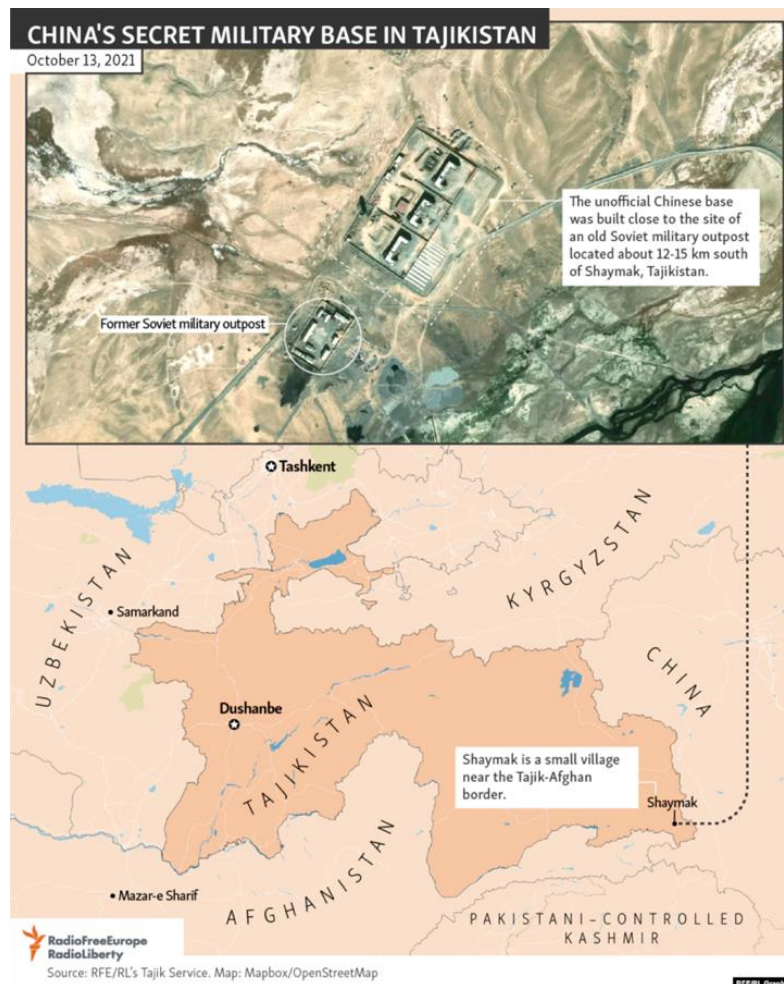 CHINA'S SECRET MILITARY BASE IN TAJIKISTAN
October 13, 2021
The unofficial Chinese base
was built close to the site of
an old Soviet military outpost
located about 12-15 km south
of Shaymak, Tajikistan.
Former Soviet military outpost
Tashkent
KYRGYZSTAN
UZBEKISTAN
Samarkand
CHINA
Dushanbe
TAJIKISTAN
Shaymak is a small village
near the Tajik-Afghan
border.
Shaymak
AFGHANISTAN
Mazar-e Sharif
PAKISTANI-CONTROLLED
KASHMIR
RadioFreeEurope
RadioLiberty
Source: RFE/RL's Tajik Service. Map: Mapbox/OpenStreetMap